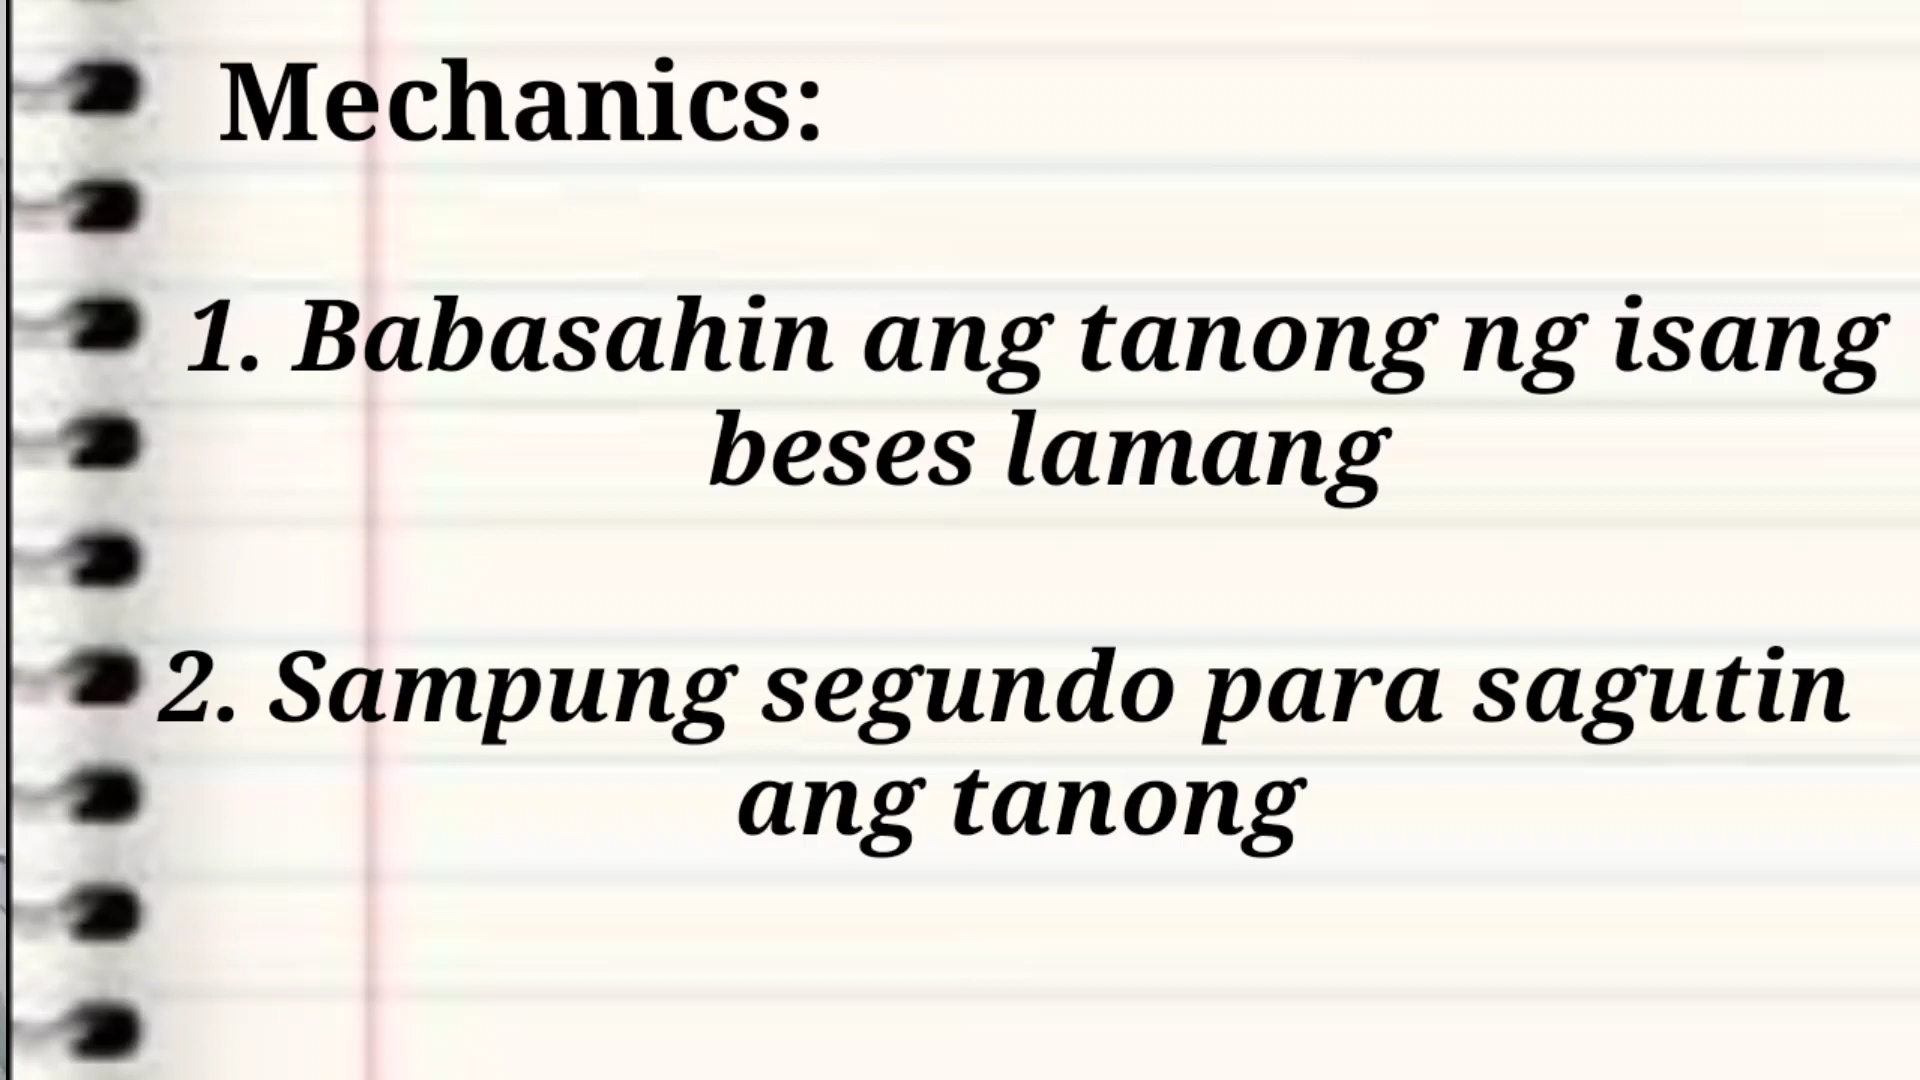 Mechanics:
1. Babasahin ang tanong ng isang
beses lamang
2. Sampung segundo para sagutin
ang tanong